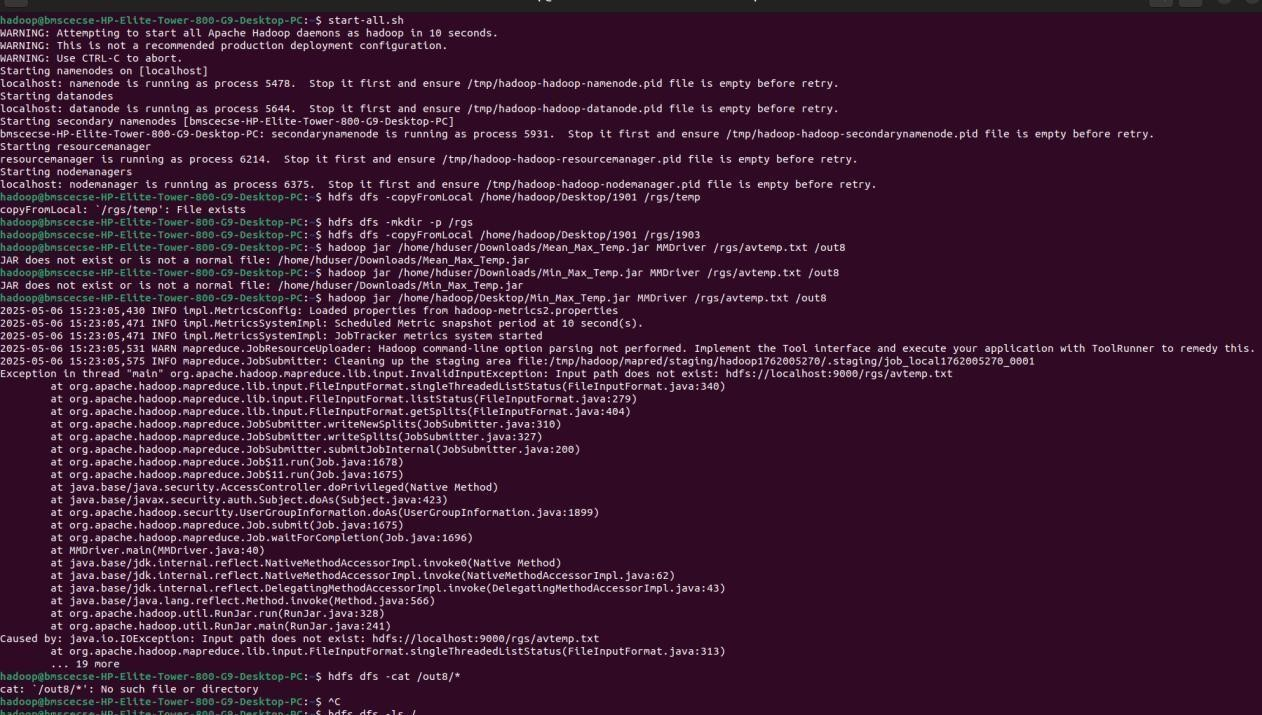 hadoop@bmscecse-HP-Elite-Tower-800-G9-Desktop-PC:~$ start-all.sh
WARNING: Attempting to start all Apache Hadoop daemons as hadoop in 10 seconds.
WARNING: This is not a recommended production deployment configuration.
WARNING: Use CTRL-C to abort.
Starting namenodes on [localhost]
localhost: namenode is running as process 5478.  Stop it first and ensure /tmp/hadoop-hadoop-namenode.pid file is empty before retry.
Starting datanodes
localhost: datanode is running as process 5644.  Stop it first and ensure /tmp/hadoop-hadoop-datanode.pid file is empty before retry.
Starting secondary namenodes [bmscecse-HP-Elite-Tower-800-G9-Desktop-PC]
bmscecse-HP-Elite-Tower-800-G9-Desktop-PC: secondarynamenode is running as process 5931.  Stop it first and ensure /tmp/hadoop-hadoop-secondarynamenode.pid file is empty before retry.
Starting resourcemanager
resourcemanager is running as process 6214.  Stop it first and ensure /tmp/hadoop-hadoop-resourcemanager.pid file is empty before retry.
Starting nodemanagers
localhost: nodemanager is running as process 6375.  Stop it first and ensure /tmp/hadoop-hadoop-nodemanager.pid file is empty before retry.
hadoop@bmscecse-HP-Elite-Tower-800-G9-Desktop-PC:~$ hdfs dfs -copyFromLocal /home/hadoop/Desktop/1901 /rgs/temp
copyFromLocal: `/rgs/temp': File exists
hadoop@bmscecse-HP-Elite-Tower-800-G9-Desktop-PC:~$ hdfs dfs -mkdir -p /rgs
hadoop@bmscecse-HP-Elite-Tower-800-G9-Desktop-PC:~$ hdfs dfs -copyFromLocal /home/hadoop/Desktop/1901 /rgs/1903
hadoop@bmscecse-HP-Elite-Tower-800-G9-Desktop-PC:~$ hadoop jar /home/hduser/Downloads/Mean_Max_Temp.jar MMDriver /rgs/avtemp.txt /out8
JAR does not exist or is not a normal file: /home/hduser/Downloads/Mean_Max_Temp.jar
hadoop@bmscecse-HP-Elite-Tower-800-G9-Desktop-PC:~$ hadoop jar /home/hduser/Downloads/Min_Max_Temp.jar MMDriver /rgs/avtemp.txt /out8
JAR does not exist or is not a normal file: /home/hduser/Downloads/Min_Max_Temp.jar
hadoop@bmscecse-HP-Elite-Tower-800-G9-Desktop-PC:~$ hadoop jar /home/hadoop/Desktop/Min_Max_Temp.jar MMDriver /rgs/avtemp.txt /out8
2025-05-06 15:23:05,430 INFO impl.MetricsConfig: Loaded properties from hadoop-metrics2.properties
2025-05-06 15:23:05,471 INFO impl.MetricsSystemImpl: Scheduled Metric snapshot period at 10 second(s).
2025-05-06 15:23:05,471 INFO impl.MetricsSystemImpl: JobTracker metrics system started
2025-05-06 15:23:05,531 WARN mapreduce.JobResourceUploader: Hadoop command-line option parsing not performed. Implement the Tool interface and execute your application with ToolRunner to remedy this.
2025-05-06 15:23:05,575 INFO mapreduce.JobSubmitter: Cleaning up the staging area file:/tmp/hadoop/mapred/staging/hadoop1762005270/.staging/job_local1762005270_0001
Exception in thread "main" org.apache.hadoop.mapreduce.lib.input.InvalidInputException: Input path does not exist: hdfs://localhost:9000/rgs/avtemp.txt
at org.apache.hadoop.mapreduce.lib.input.FileInputFormat.singleThreadedListStatus(FileInputFormat.java:340)
at org.apache.hadoop.mapreduce.lib.input.FileInputFormat.listStatus(FileInputFormat.java:279)
at org.apache.hadoop.mapreduce.lib.input.FileInputFormat.getSplits(FileInputFormat.java:404)
at org.apache.hadoop.mapreduce.JobSubmitter.writeNewSplits(JobSubmitter.java:310)
at org.apache.hadoop.mapreduce.JobSubmitter.writeSplits(JobSubmitter.java:327)
at org.apache.hadoop.mapreduce.JobSubmitter.submitJobInternal(JobSubmitter.java:200)
at org.apache.hadoop.mapreduce.Job$11.run(Job.java:1678)
at org.apache.hadoop.mapreduce.Job$11.run(Job.java:1675)
at java.base/java.security.AccessController.doPrivileged(Native Method)
at java.base/javax.security.auth.Subject.doAs(Subject.java:423)
at org.apache.hadoop.security.UserGroupInformation.doAs(UserGroupInformation.java:1899)
at org.apache.hadoop.mapreduce.Job.submit(Job.java:1675)
at org.apache.hadoop.mapreduce.Job.waitForCompletion(Job.java:1696)
at MMDriver.main(MMDriver.java:40)
at java.base/jdk.internal.reflect.NativeMethodAccessorImpl.invoke0(Native Method)
at java.base/jdk.internal.reflect.NativeMethodAccessorImpl.invoke(NativeMethodAccessorImpl.java:62)
at java.base/jdk.internal.reflect.DelegatingMethodAccessorImpl.invoke(DelegatingMethodAccessorImpl.java:43)
at java.base/java.lang.reflect.Method.invoke(Method.java:566)
at org.apache.hadoop.util.RunJar.run(RunJar.java:328)
at org.apache.hadoop.util.RunJar.main(RunJar.java:241)
Caused by: java.io.IOException: Input path does not exist: hdfs://localhost:9000/rgs/avtemp.txt
at org.apache.hadoop.mapreduce.lib.input.FileInputFormat.singleThreadedListStatus(FileInputFormat.java:313)
... 19 more
hadoop@bmscecse-HP-Elite-Tower-800-G9-Desktop-PC:~$ hdfs dfs -cat /out8/*
cat: `/out8/*': No such file or directory
hadoop@bmscecse-HP-Elite-Tower-800-G9-Desktop-PC:~$ ^C
hadoop@bmscecse-HP-Elite-Tower-800-G9-Desktop-PC:~$ hdfs dfs -ls /